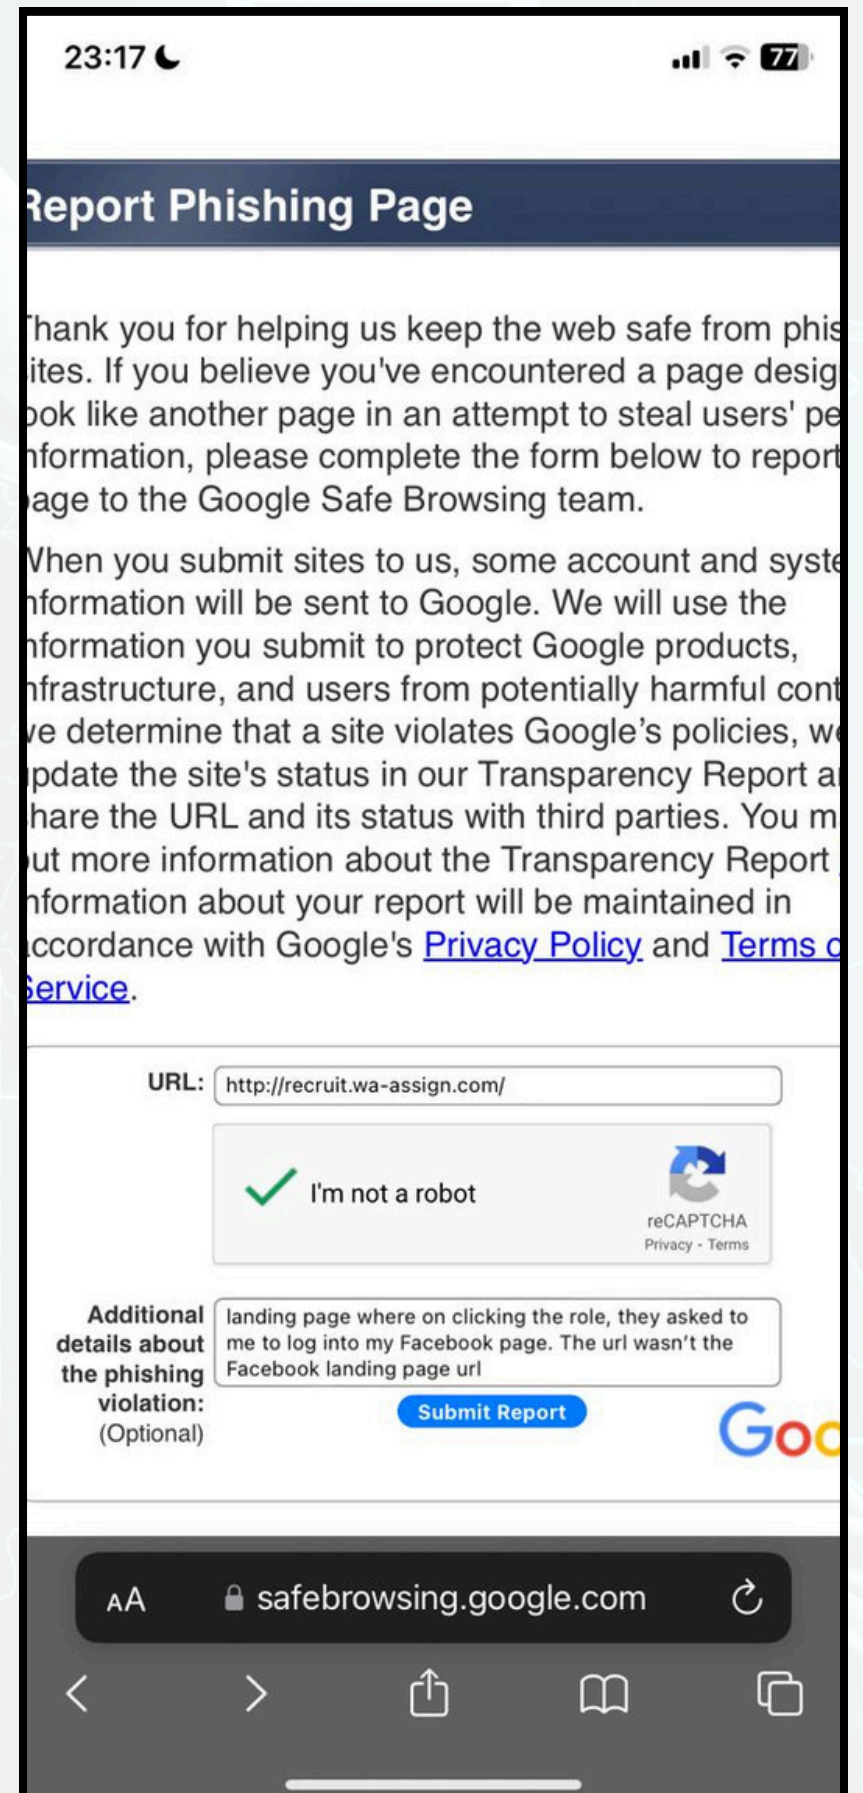 23:17
77
Report Phishing Page
Thank you for helping us keep the web safe from phis
ites. If you believe you've encountered a page desig
ook like another page in an attempt to steal users' pe
nformation, please complete the form below to report
age to the Google Safe Browsing team.
When you submit sites to us, some account and syste
nformation will be sent to Google. We will use the
nformation you submit to protect Google products,
nfrastructure, and users from potentially harmful cont
ve determine that a site violates Google’s policies, we
update the site's status in our Transparency Report a
hare the URL and its status with third parties. You m
out more information about the Transparency Report
nformation about your report will be maintained in
accordance with Google's Privacy Policy and Terms o
Service.
URL: http://recruit.wa-assign.com/
I'm not a robot
reCAPTCHA
Privacy - Terms
Additional details about the phishing violation: (Optional)
landing page where on clicking the role, they asked to
me to log into my Facebook page. The url wasn’t the
Facebook landing page url
Submit Report
Goo
AA safebrowsing.google.com